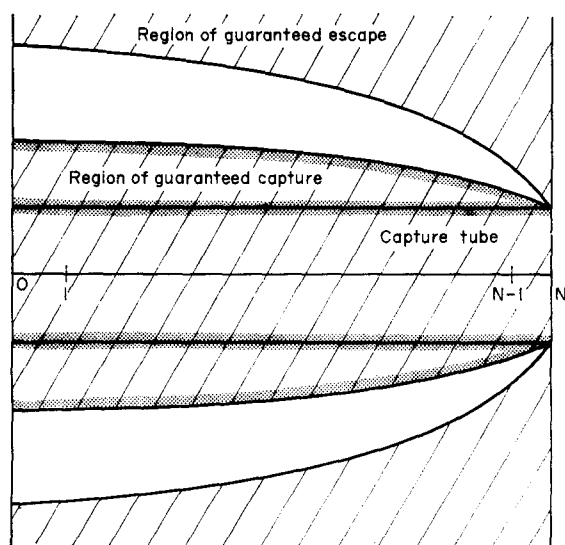 Region of guaranteed escape
Region of guaranteed capture
Capture tube
0 1 N-1 N